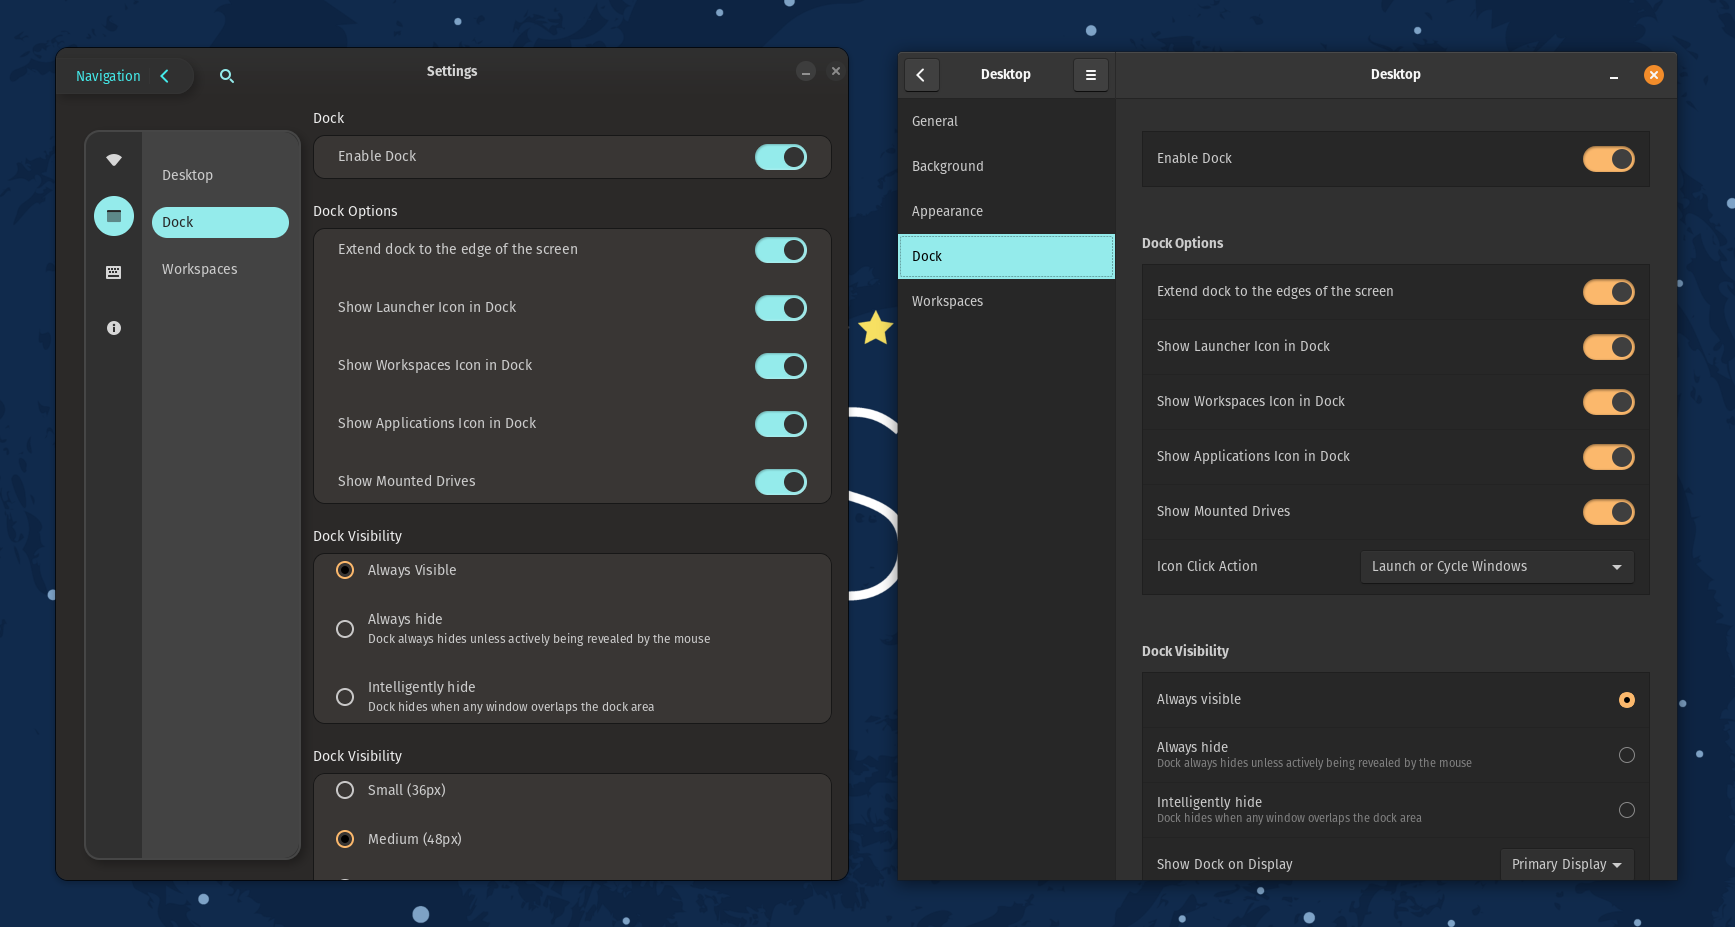 Navigation
Settings
Desktop
Dock
Workspaces
Dock
Enable Dock
Dock Options
Extend dock to the edge of the screen
Show Launcher Icon in Dock
Show Workspaces Icon in Dock
Show Applications Icon in Dock
Show Mounted Drives
Dock Visibility
Always Visible
Always hide
Dock always hides unless actively being revealed by the mouse
Intelligently hide
Dock hides when any window overlaps the dock area
Dock Visibility
Small (36px)
Medium (48px)
Desktop
Desktop
General
Background
Appearance
Dock
Workspaces
Enable Dock
Dock Options
Extend dock to the edges of the screen
Show Launcher Icon in Dock
Show Workspaces Icon in Dock
Show Applications Icon in Dock
Show Mounted Drives
Icon Click Action
Launch or Cycle Windows
Dock Visibility
Always visible
Always hide
Dock always hides unless actively being revealed by the mouse
Intelligently hide
Dock hides when any window overlaps the dock area
Show Dock on Display
Primary Display